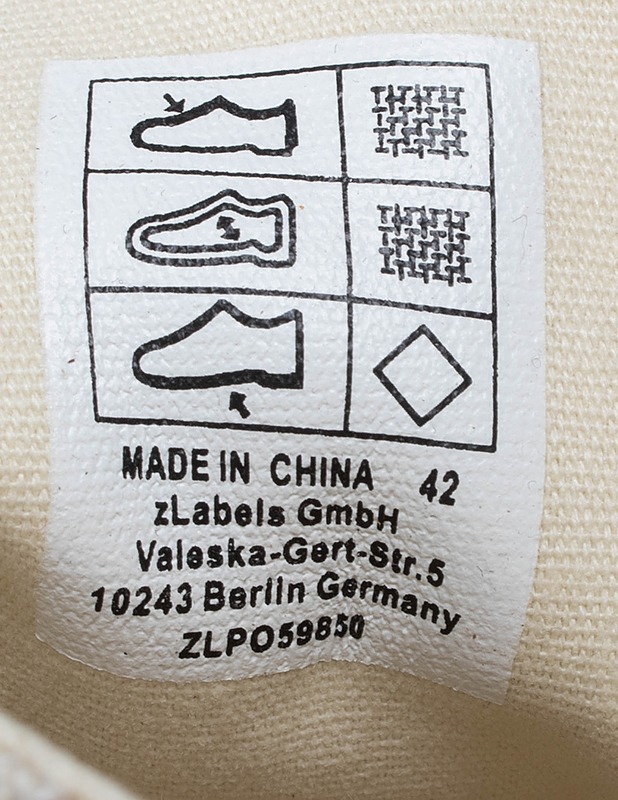 MADE IN CHINA 42
zLabels GmbH
Valeska-Gert-Str.5
10243 Berlin Germany
ZLPO59850